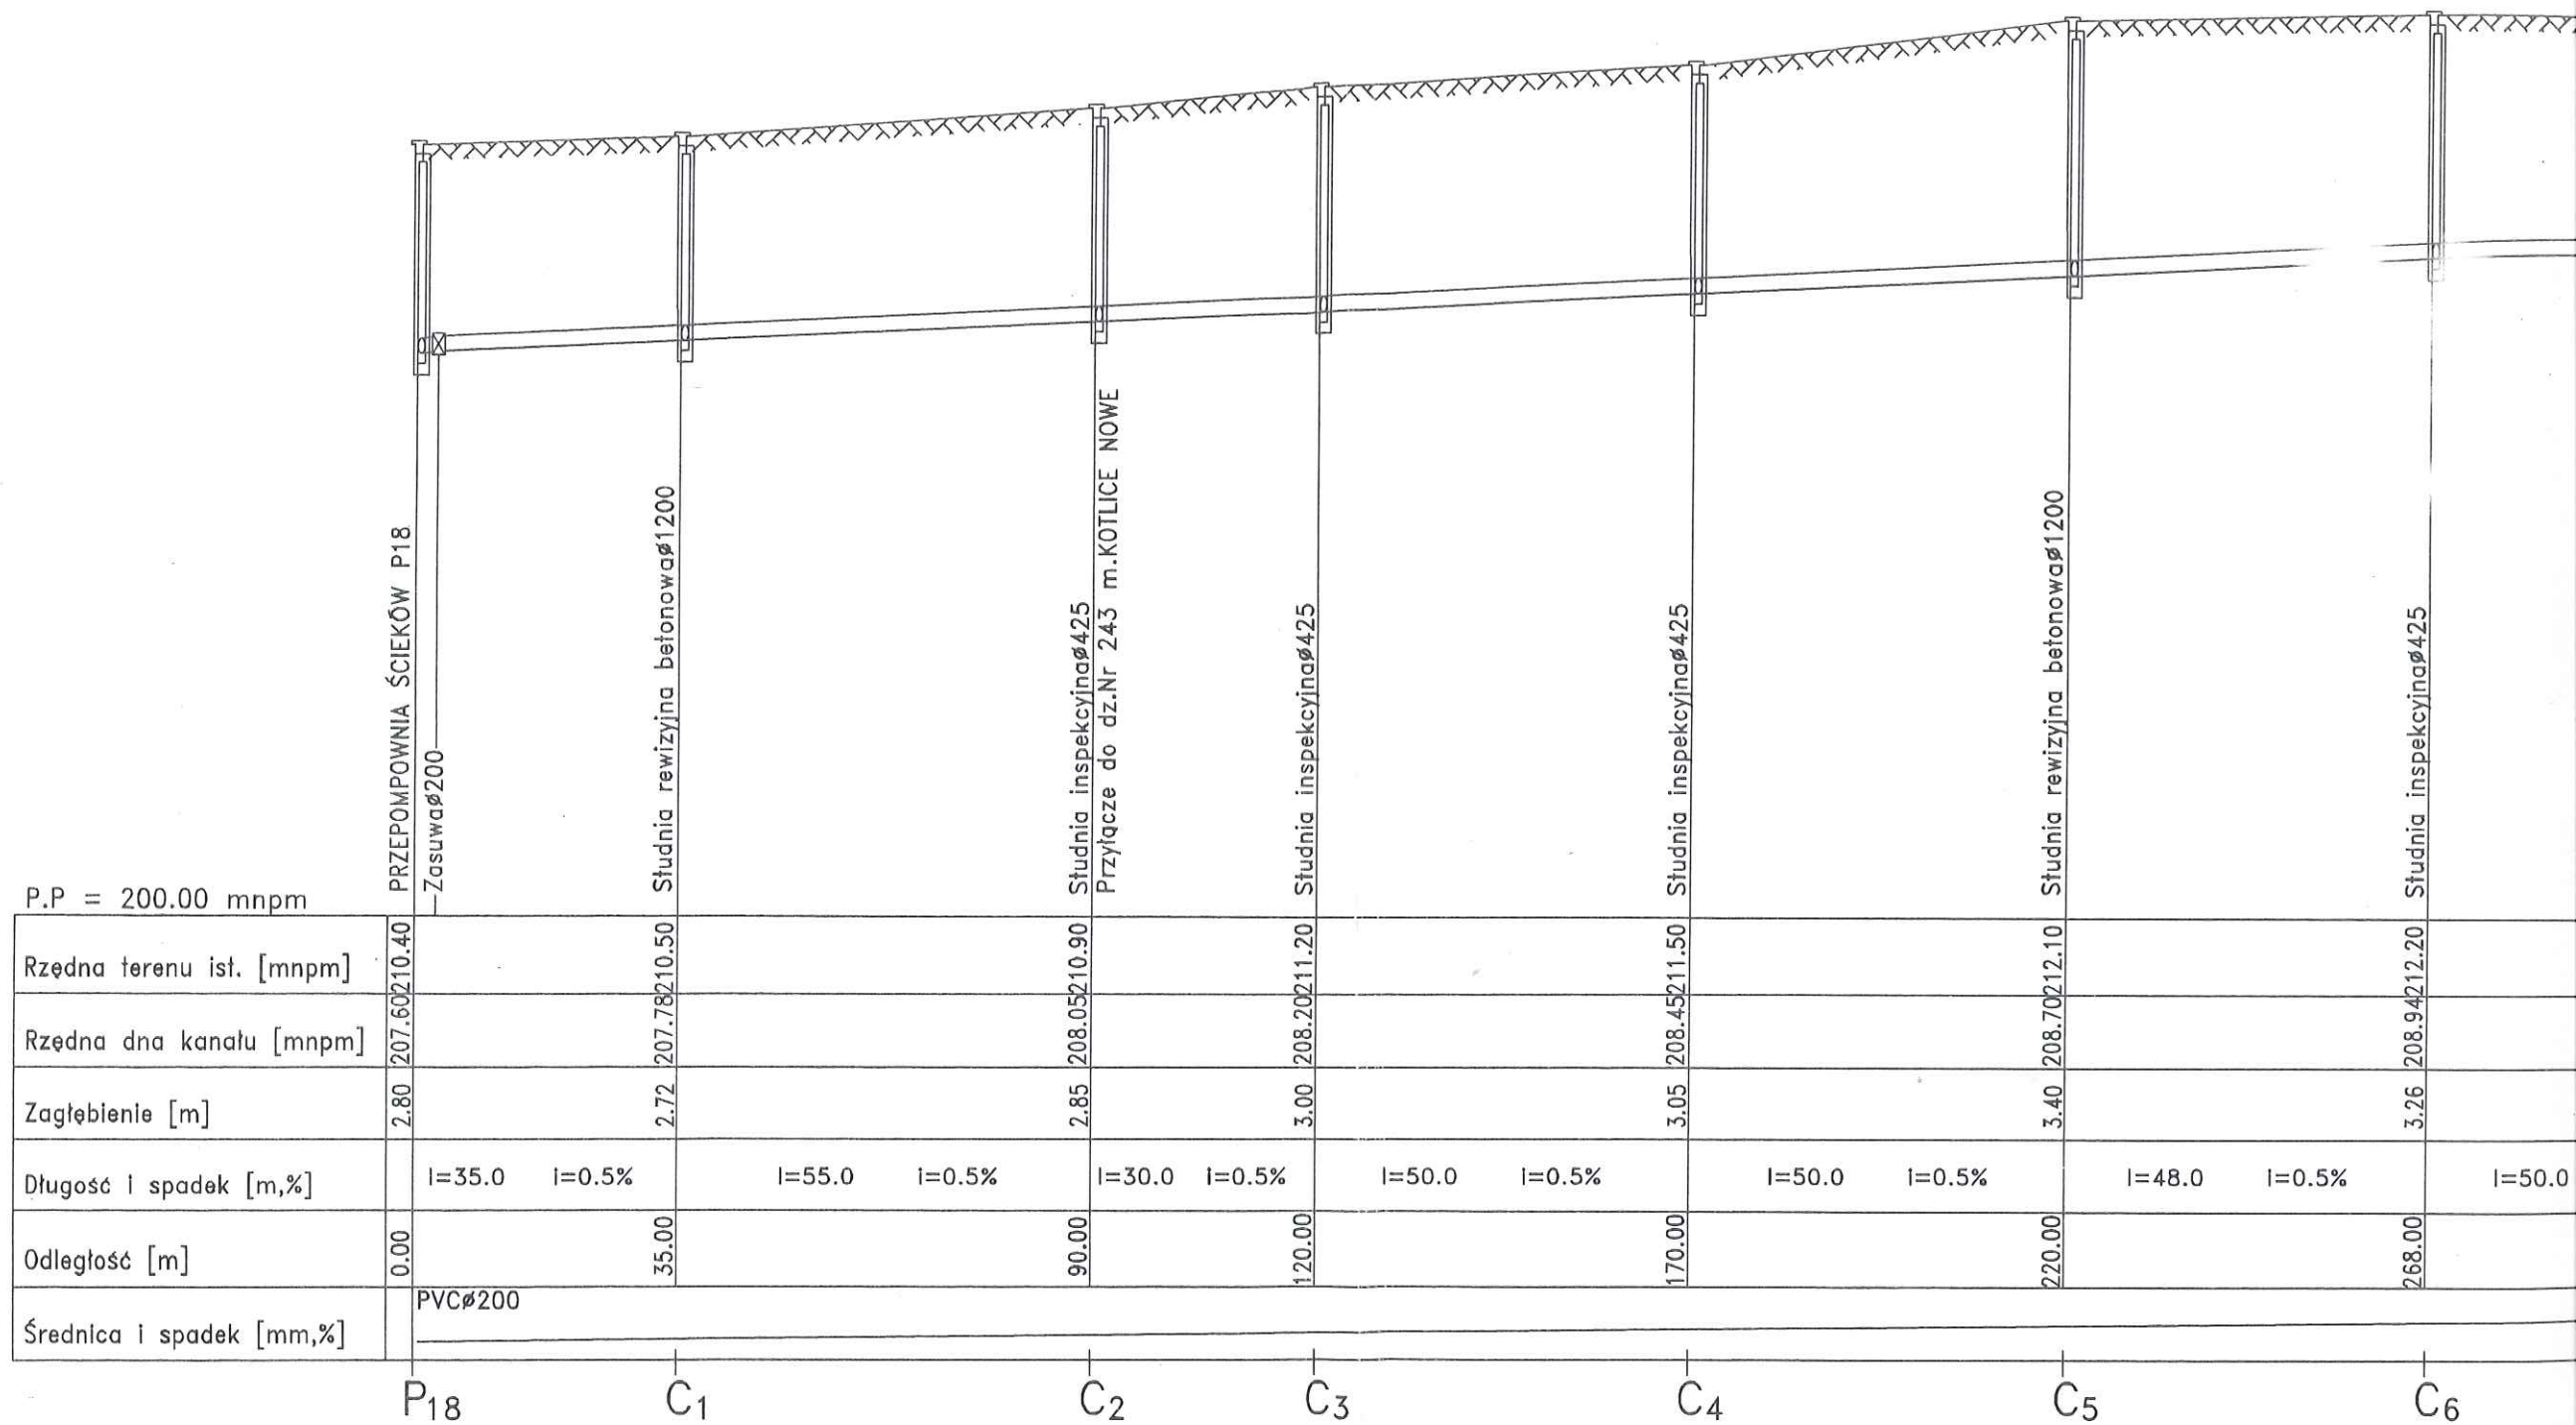 PRZEPOMPOWNIA ŚCIEKÓW P18
Zasuwaø200
Studnia rewizyjna betonowaø1200
Studnia inspekcyjnaø425
Przyłącze do dz.Nr 243 m.KOTLICE NOWE
Studnia inspekcyjnaø425
Studnia inspekcyjnaø425
Studnia rewizyjna betonowaø1200
Studnia inspekcyjnaø425
P.P = 200.00 mnpm
Rzędna terenu ist. [mnpm] 210.40 210.50 210.90 211.20 211.50 212.10 212.20
Rzędna dna kanału [mnpm] 207.60 207.78 208.05 208.20 208.45 208.70 208.94
Zagłębienie [m] 2.80 2.72 2.85 3.00 3.05 3.40 3.26
Długość i spadek [m,%] l=35.0 i=0.5% l=55.0 i=0.5% l=30.0 i=0.5% l=50.0 i=0.5% l=50.0 i=0.5% l=48.0 i=0.5% l=50.0
Odległość [m] 0.00 35.00 90.00 120.00 170.00 220.00 268.00
PVCø200
Średnica i spadek [mm,%]
P18 C1 C2 C3 C4 C5 C6